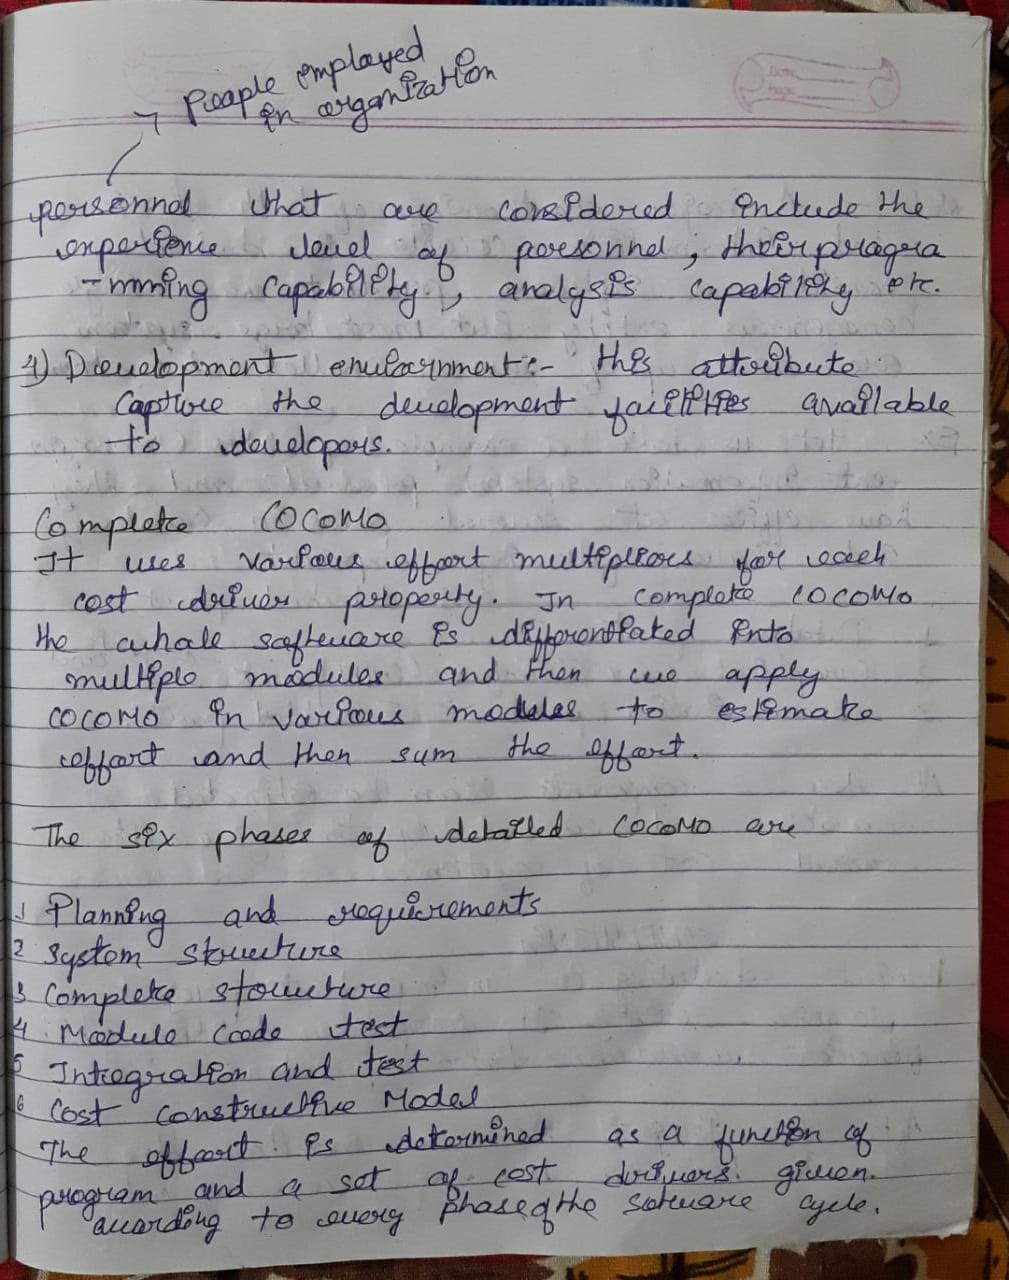 people employed
in organization
personnel that are considered include the
experience level of personnel, their progra
-mming capability, analysis capability etc.
4) Development enviornment :- this attribute
Capture the development facilities available
to developers.
Complete COCOMO
It uses various effort multipliers for each
cost driver property. In complete COCOMO
the whole software is differentiated into
multiple modules and then we apply
COCOMO in various modules to estimate
effort and then sum the effort.
The six phases of detailed COCOMO are
1 Planning and requirements
2 System structure
3 Complete structure
4 Module code test
5 Integration and test
6 Cost constructive Model
The effort is determined as a function of
program and a set of cost drivers given
according to every phase of the software cycle.